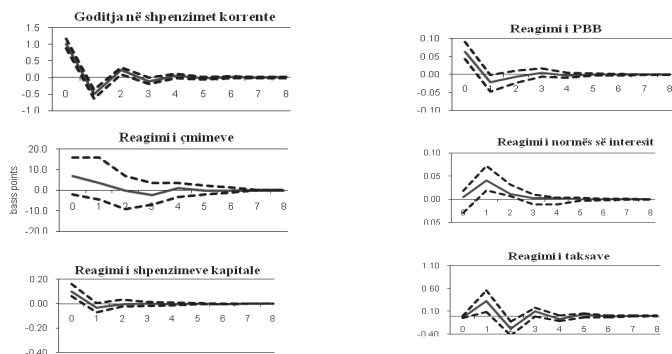 Goditja në shpenzimet korrente
1.5
1.0
0.5
0.0
-0.5
-1.0
0 1 2 3 4 5 6 7 8
Reagimi i PBB
0.10
0.05
0.00
-0.05
-0.10
0 1 2 3 4 5 6 7 8
Reagimi i çmimeve
basis points
20.0
10.0
0.0
-10.0
-20.0
0 1 2 3 4 5 6 7 8
Reagimi i normës së interesit
0.10
0.05
0.00
0.05
0 1 2 3 4 5 6 7 8
Reagimi i shpenzimeve kapitale
0.20
0.00
-0.20
-0.40
0 1 2 3 4 5 6 7 8
Reagimi i taksave
1.10
0.60
0.10
-0.40
0 1 2 3 4 5 6 7 8